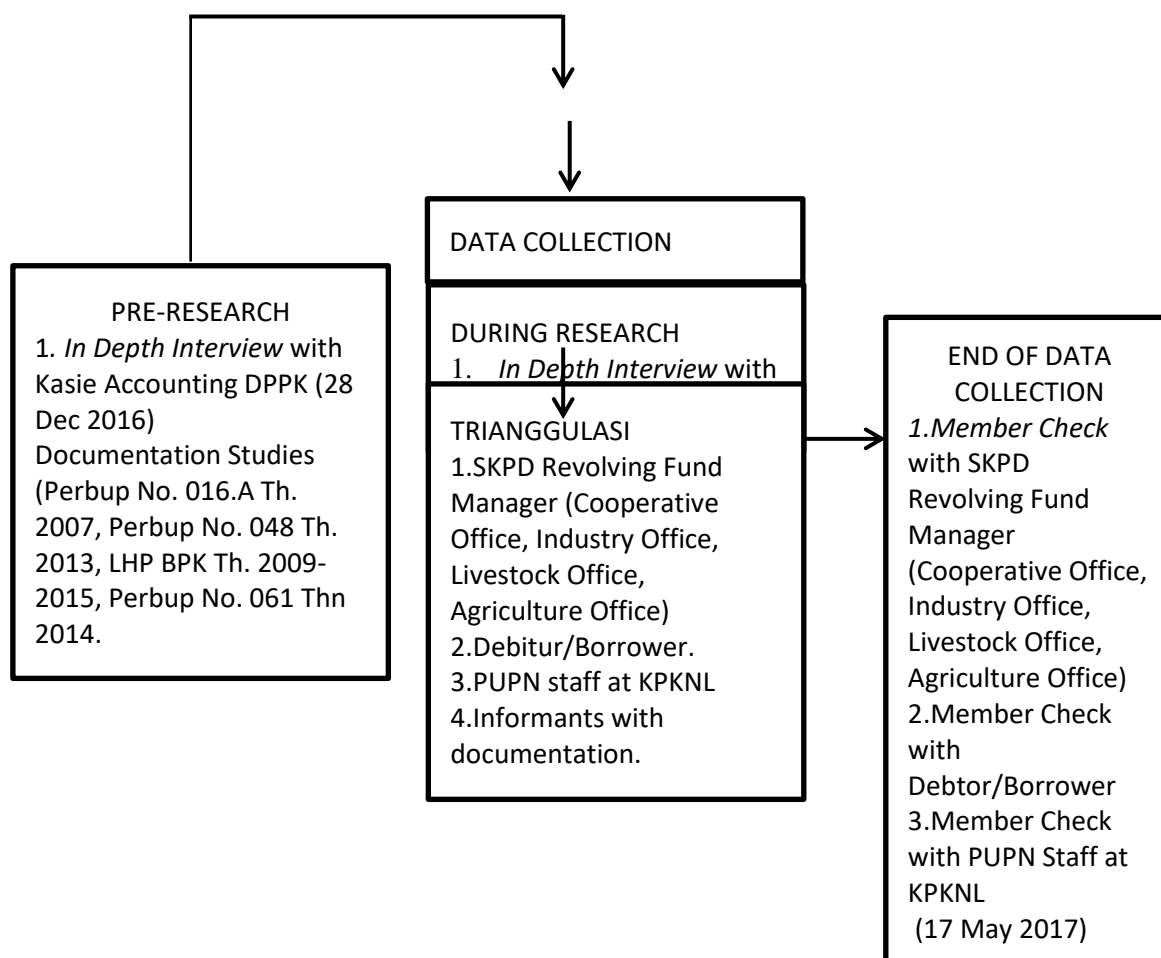 PRE-RESEARCH
1. In Depth Interview with
Kasie Accounting DPPK (28
Dec 2016)
Documentation Studies
(Perbup No. 016.A Th.
2007, Perbup No. 048 Th.
2013, LHP BPK Th. 2009-
2015, Perbup No. 061 Thn
2014.
DATA COLLECTION
DURING RESEARCH
1. In Depth Interview with
TRIANGGULASI
1.SKPD Revolving Fund
Manager (Cooperative
Office, Industry Office,
Livestock Office,
Agriculture Office)
2.Debitur/Borrower.
3.PUPN staff at KPKNL
4.Informants with
documentation.
END OF DATA
COLLECTION
1.Member Check
with SKPD
Revolving Fund
Manager
(Cooperative Office,
Industry Office,
Livestock Office,
Agriculture Office)
2.Member Check
with
Debtor/Borrower
3.Member Check
with PUPN Staff at
KPKNL
(17 May 2017)